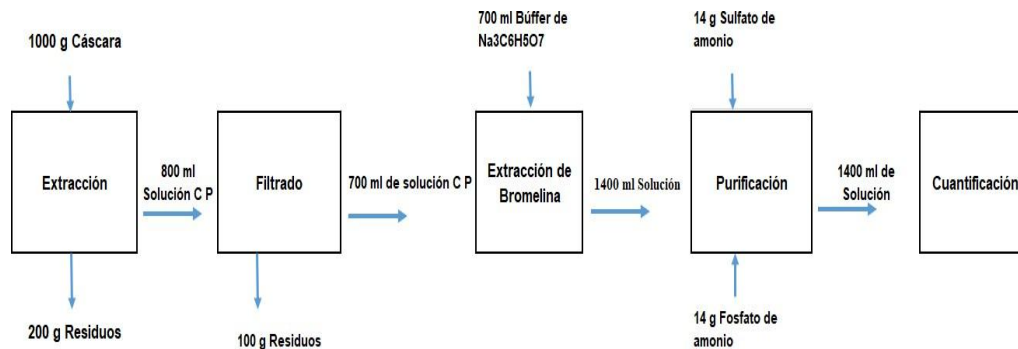 1000 g Cáscara
Extracción
200 g Residuos
800 ml
Solución C P
Filtrado
100 g Residuos
700 ml de solución C P
700 ml Búffer de
Na3C6H5O7
Extracción de
Bromelina
1400 ml Solución
14 g Sulfato de
amonio
Purificación
14 g Fosfato de
amonio
1400 ml de
Solución
Cuantificación